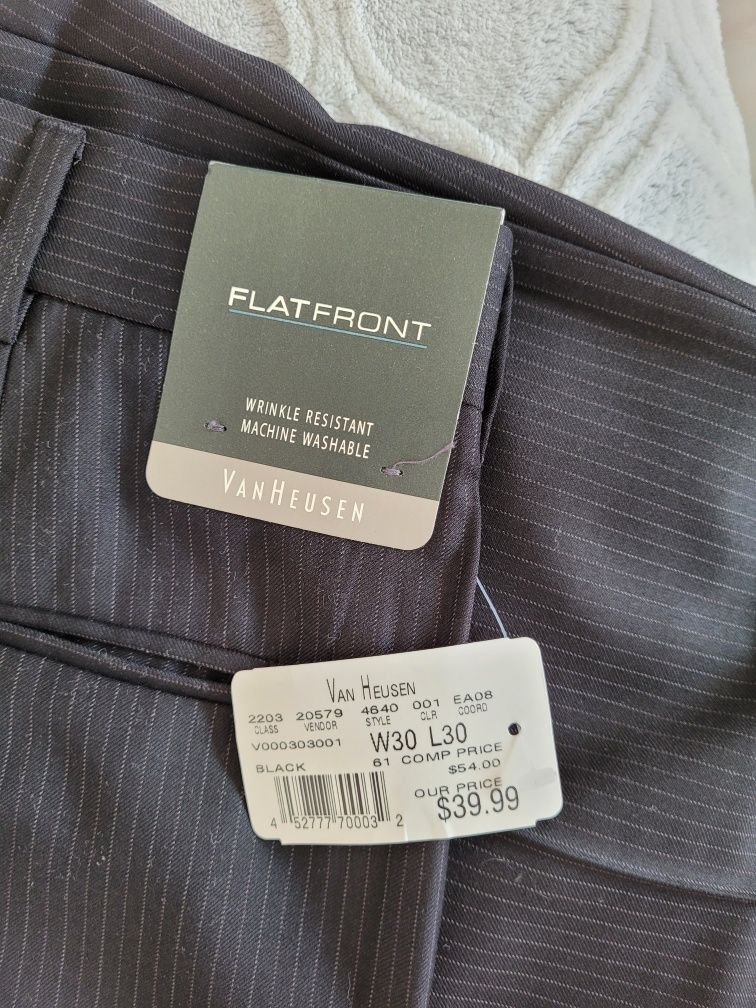 FLATFRONT
WRINKLE RESISTANT
MACHINE WASHABLE
VANHEUSEN
VAN HEUSEN
2203 20579 4640 001 EA08
CLASS VENDOR STYLE CLR COORD
V000303001 W30 L30
BLACK 61 COMP PRICE
$54.00
OUR PRICE
$39.99
4 52777 70003 2